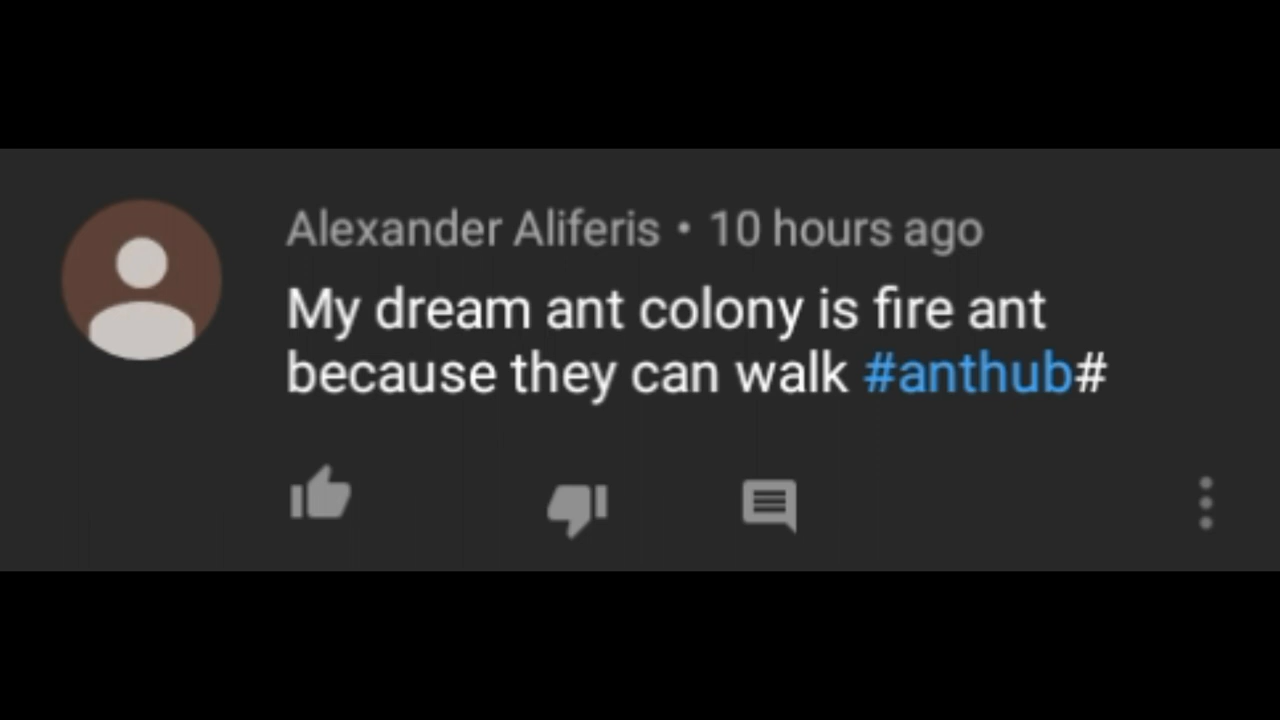 Alexander Aliferis • 10 hours ago
My dream ant colony is fire ant
because they can walk #anthub#